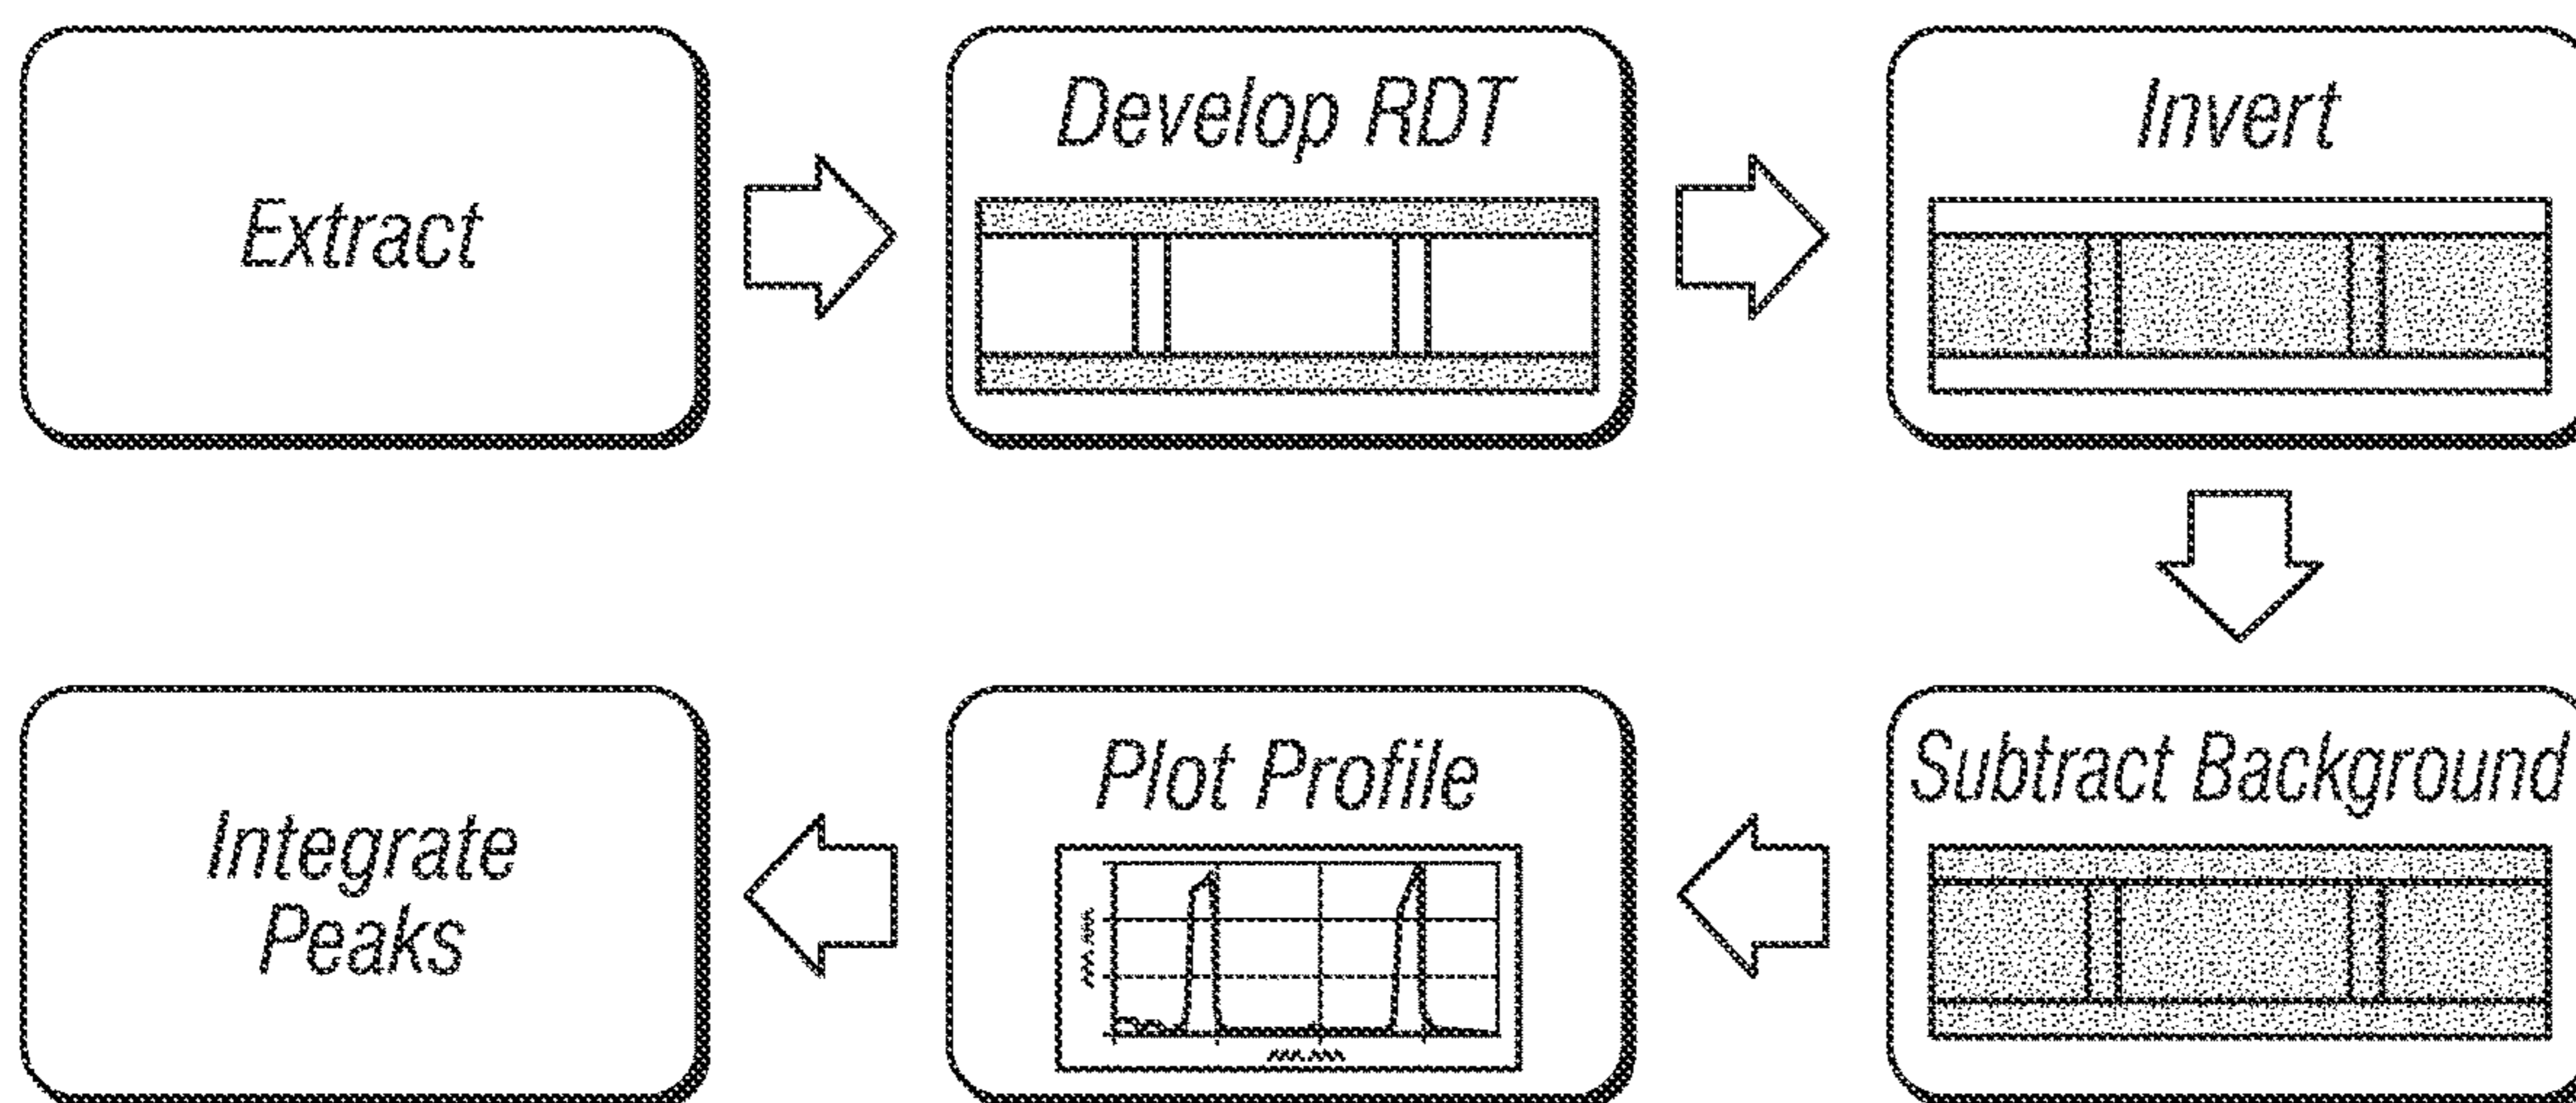 Extract
Develop RDT
Invert
Subtract Background
Plot Profile
Integrate
Peaks